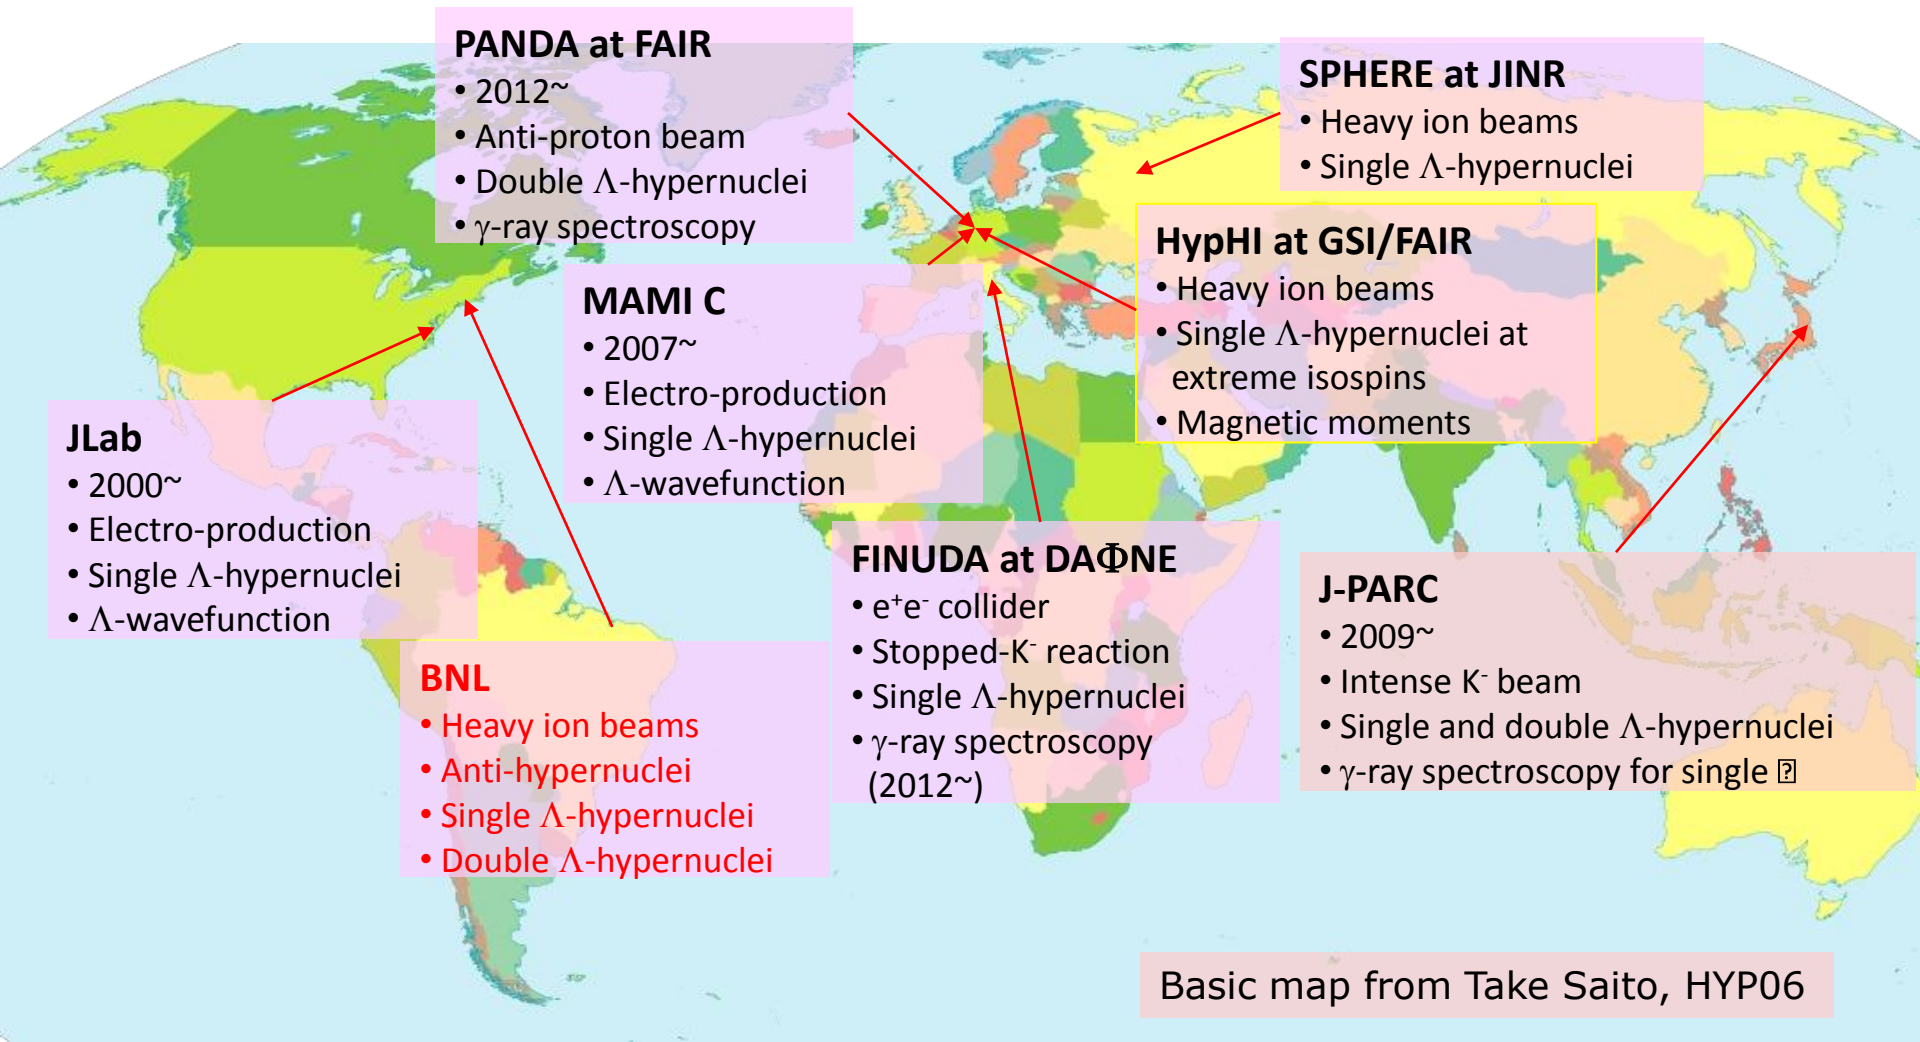 PANDA at FAIR
• 2012~
• Anti-proton beam
• Double Λ-hypernuclei
• γ-ray spectroscopy
SPHERE at JINR
• Heavy ion beams
• Single Λ-hypernuclei
HypHI at GSI/FAIR
• Heavy ion beams
• Single Λ-hypernuclei at
extreme isospins
• Magnetic moments
MAMI C
• 2007~
• Electro-production
• Single Λ-hypernuclei
• Λ-wavefunction
JLab
• 2000~
• Electro-production
• Single Λ-hypernuclei
• Λ-wavefunction
FINUDA at DAΦNE
• e⁺e⁻ collider
• Stopped-K⁻ reaction
• Single Λ-hypernuclei
• γ-ray spectroscopy
(2012~)
J-PARC
• 2009~
• Intense K⁻ beam
• Single and double Λ-hypernuclei
• γ-ray spectroscopy for single ⍰
BNL
• Heavy ion beams
• Anti-hypernuclei
• Single Λ-hypernuclei
• Double Λ-hypernuclei
Basic map from Take Saito, HYP06